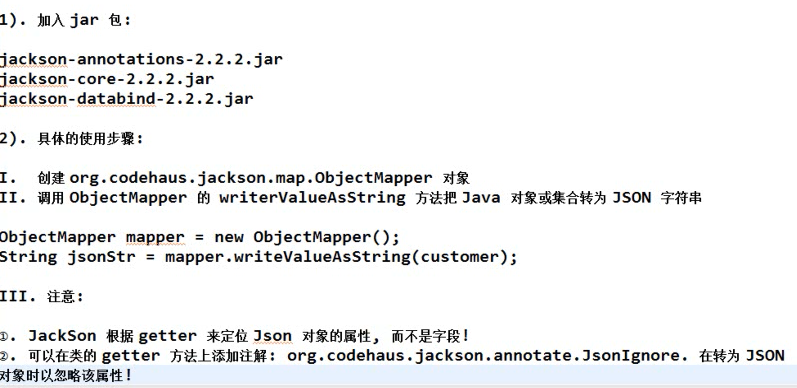 1). 加入 jar 包:
jackson-annotations-2.2.2.jar
jackson-core-2.2.2.jar
jackson-databind-2.2.2.jar
2). 具体的使用步骤:
I. 创建 org.codehaus.jackson.map.ObjectMapper 对象
II. 调用 ObjectMapper 的 writerValueAsString 方法把 Java 对象或集合转为 JSON 字符串
ObjectMapper mapper = new ObjectMapper();
String jsonStr = mapper.writeValueAsString(customer);
III. 注意:
①. JackSon 根据 getter 来定位 Json 对象的属性, 而不是字段!
②. 可以在类的 getter 方法上添加注解: org.codehaus.jackson.annotate.JsonIgnore. 在转为 JSON
对象时以忽略该属性!